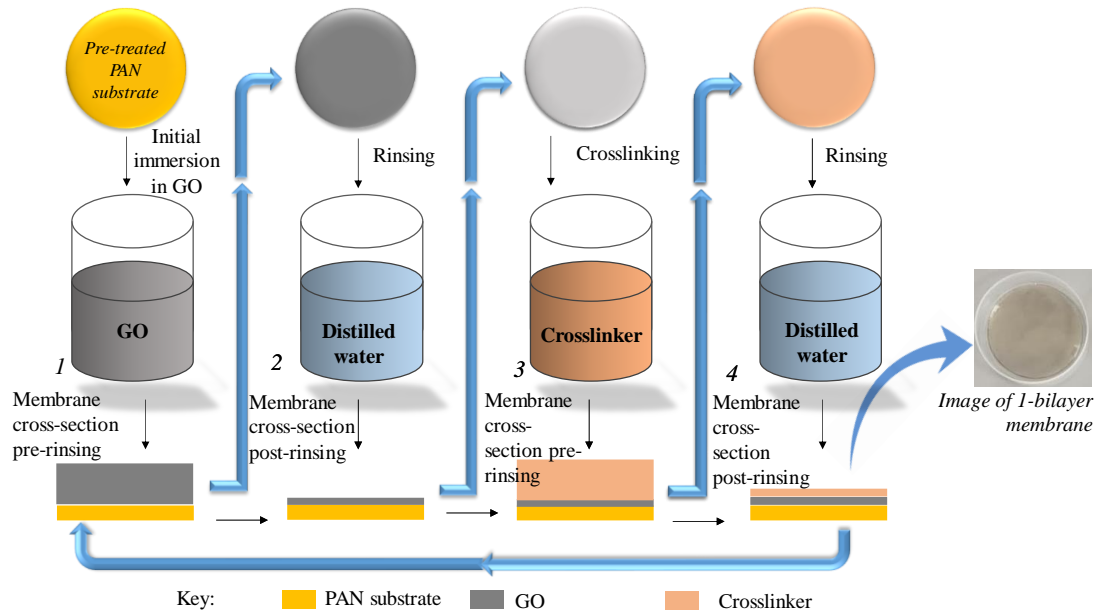 Pre-treated
PAN
substrate
Initial
immersion
in GO
Rinsing
Crosslinking
Rinsing
GO
Distilled
water
Crosslinker
Distilled
water
1
2
3
4
Membrane
cross-section
pre-rinsing
Membrane
cross-section
post-rinsing
Membrane
cross-
section pre-
rinsing
Membrane
cross-
section
post-rinsing
Image of 1-bilayer
membrane
Key:
PAN substrate
GO
Crosslinker